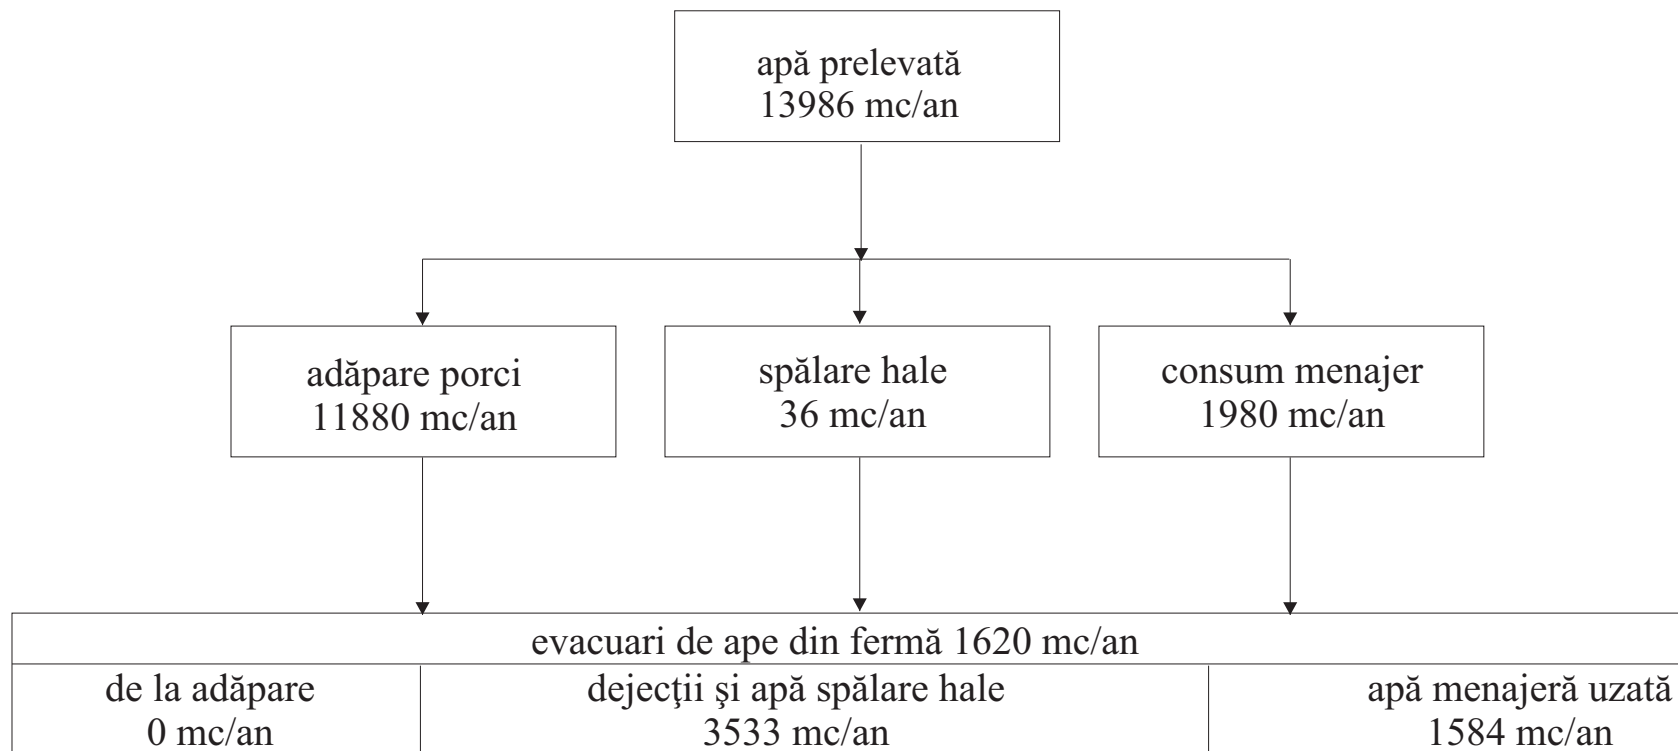 apă prelevată
13986 mc/an
adăpare porci
11880 mc/an
spălare hale
36 mc/an
consum menajer
1980 mc/an
evacuari de ape din fermă 1620 mc/an
de la adăpare
0 mc/an
dejecţii şi apă spălare hale
3533 mc/an
apă menajeră uzată
1584 mc/an